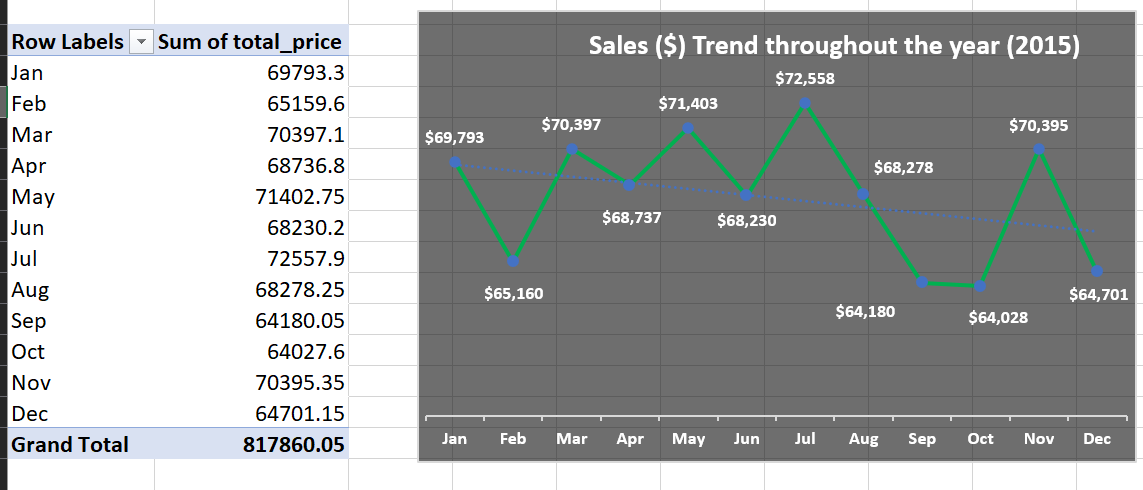 Row Labels Sum of total_price
Jan 69793.3
Feb 65159.6
Mar 70397.1
Apr 68736.8
May 71402.75
Jun 68230.2
Jul 72557.9
Aug 68278.25
Sep 64180.05
Oct 64027.6
Nov 70395.35
Dec 64701.15
Grand Total 817860.05
Sales ($) Trend throughout the year (2015)
$69,793
$65,160
$70,397
$68,737
$71,403
$68,230
$72,558
$68,278
$64,180
$64,028
$70,395
$64,701
Jan Feb Mar Apr May Jun Jul Aug Sep Oct Nov Dec